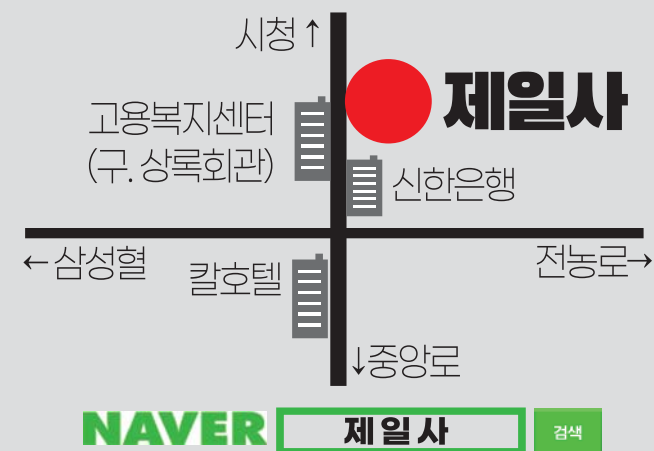 시청↑
제일사
고용복지센터
(구. 상록회관)
신한은행
←삼성혈
칼호텔
전농로→
↓중앙로
NAVER 제일사 검색